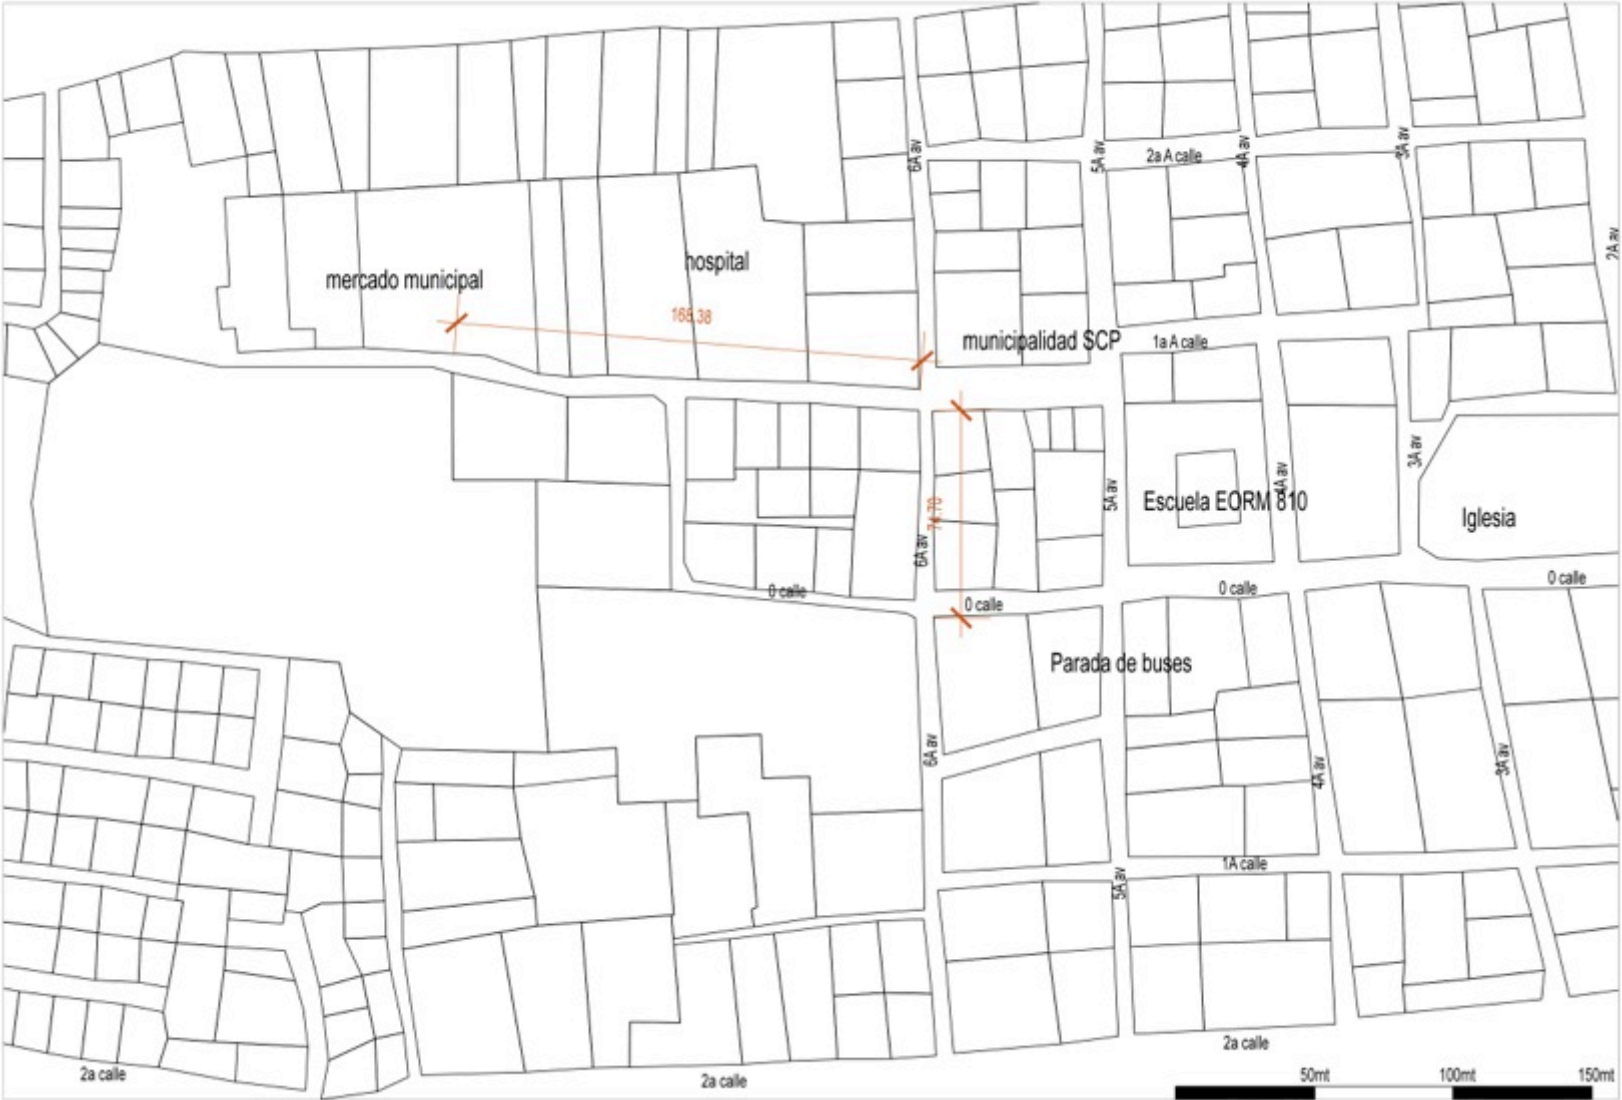 6A av
5A av
2a A calle
4A av
3A av
2A av
mercado municipal
hospital
168,38
municipalidad SCP
1a A calle
3A av
4A av
5A av
Escuela EORM 810
Iglesia
74,70
6A av
0 calle
0 calle
0 calle
0 calle
Parada de buses
6A av
4A av
3A av
1A calle
5A av
2a calle
2a calle
2a calle
50mt
100mt
150mt